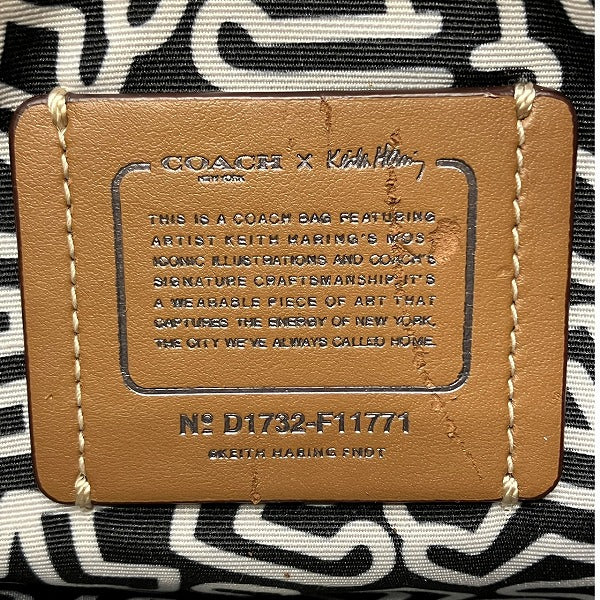 COACH X Keith Haring
NEW YORK
THIS IS A COACH BAG FEATURING
ARTIST KEITH HARING'S MOS
ICONIC ILLUSTRATIONS AND COACH'S
SIGNATURE CRAFTSMANSHIP. IT'S
A WEARABLE PIECE OF ART THAT
CAPTURES THE ENERGY OF NEW YORK,
THE CITY WE'VE ALWAYS CALLED HOME.
Nº D1732-F11771
©KEITH HARING FNDT